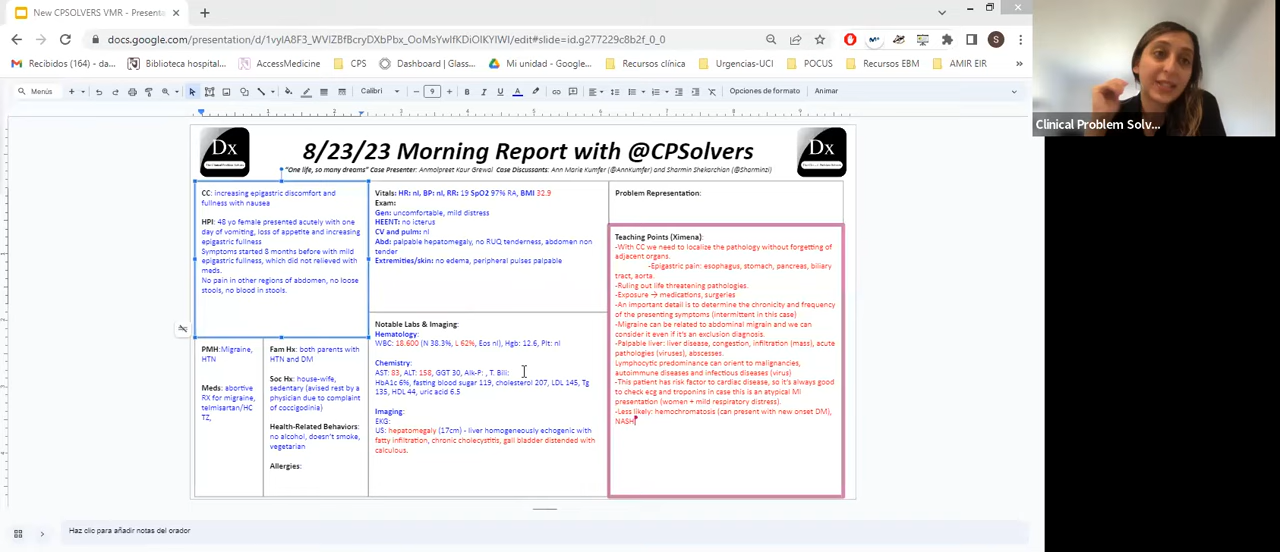 New CPSOLVERS VMR - Presenta
docs.google.com/presentation/d/1vyIA8F3_WVIZBfBcryDXbPbx_OoMsYwIfKDiOlKYIWI/edit#slide=id.g277229c8b2f_0_0
S
Recibidos (164) - da...
Biblioteca hospital...
AccessMedicine
CPS
Dashboard | Glass...
Mi unidad - Google...
Recursos clínica
Urgencias-UCI
POCUS
Recursos EBM
AMIR EIR
Menús
Calibri
9
Opciones de formato
Animar
Clinical Problem Solv...
Dx
8/23/23 Morning Report with @CPSolvers
"One life, so many dreams" Case Presenter: Anmolpreet Kaur Grewal Case Discussants: Ann Marie Kumfer (@AnnKumfer) and Sharmin Shekarchian (@Sharminzi)
Dx
CC: increasing epigastric discomfort and
fullness with nausea
HPI: 48 yo female presented acutely with one
day of vomiting, loss of appetite and increasing
epigastric fullness
Symptoms started 8 months before with mild
epigastric fullness, which did not relieved with
meds.
No pain in other regions of abdomen, no loose
stools, no blood in stools.
PMH:Migraine,
HTN
Meds: abortive
RX for migraine,
telmisartan/HC
TZ,
Fam Hx: both parents with
HTN and DM
Soc Hx: house-wife,
sedentary (avised rest by a
physician due to complaint
of coccigodinia)
Health-Related Behaviors:
no alcohol, doesn't smoke,
vegetarian
Allergies:
Vitals: HR: nl, BP: nl, RR: 19 SpO2 97% RA, BMI 32.9
Exam:
Gen: uncomfortable, mild distress
HEENT: no icterus
CV and pulm: nl
Abd: palpable hepatomegaly, no RUQ tenderness, abdomen non
tender
Extremities/skin: no edema, peripheral pulses palpable
Notable Labs & Imaging:
Hematology:
WBC: 18.600 (N 38.3%, L 62%, Eos nl), Hgb: 12.6, Plt: nl
Chemistry:
AST: 83, ALT: 158, GGT 30, Alk-P: , T. Bili:
HbA1c 6%, fasting blood sugar 119, cholesterol 207, LDL 145, Tg
135, HDL 44, uric acid 6.5
Imaging:
EKG:
US: hepatomegaly (17cm) - liver homogeneously echogenic with
fatty infiltration, chronic cholecystitis, gall bladder distended with
calculous.
Problem Representation:
Teaching Points (Ximena):
-With CC we need to localize the pathology without forgetting of
adjacent organs.
-Epigastric pain: esophagus, stomach, pancreas, biliary
tract, aorta
-Ruling out life threatening pathologies.
-Exposure → medications, surgeries
-An important detail is to determine the chronicity and frequency
of the presenting symptoms (intermittent in this case)
-Migraine can be related to abdominal migrain and we can
consider it even if it's an exclusion diagnosis.
-Palpable liver: liver disease, congestion, infiltration (mass), acute
pathologies (viruses), abscesses.
Lymphocytic predominance can orient to malignancies,
autoimmune diseases and infectious diseases (virus)
-This patient has risk factor to cardiac disease, so it's always good
to check ecg and troponins in case this is an atypical MI
presentation (women + mild respiratory distress).
-Less likely: hemochromatosis (can present with new onset DM),
NASH
Haz clic para añadir notas del orador